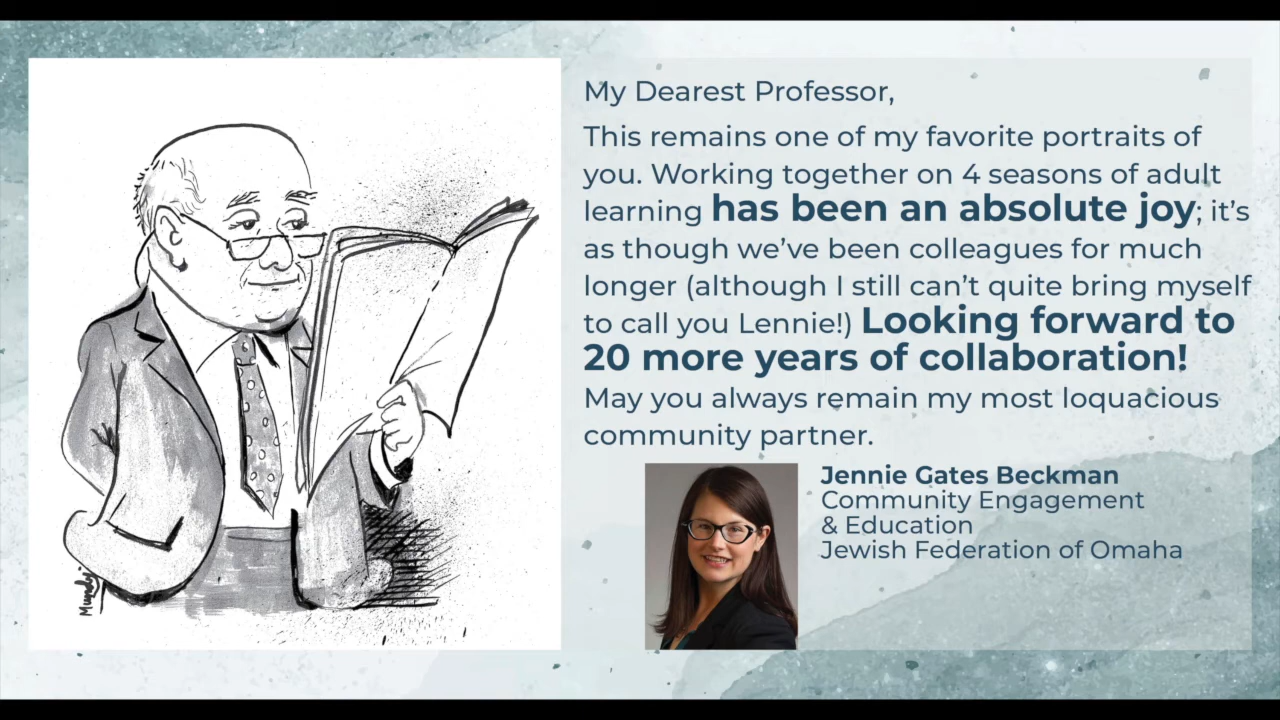 My Dearest Professor,
This remains one of my favorite portraits of
you. Working together on 4 seasons of adult
learning has been an absolute joy; it’s
as though we’ve been colleagues for much
longer (although I still can’t quite bring myself
to call you Lennie!) Looking forward to
20 more years of collaboration!
May you always remain my most loquacious
community partner.
Jennie Gates Beckman
Community Engagement
& Education
Jewish Federation of Omaha